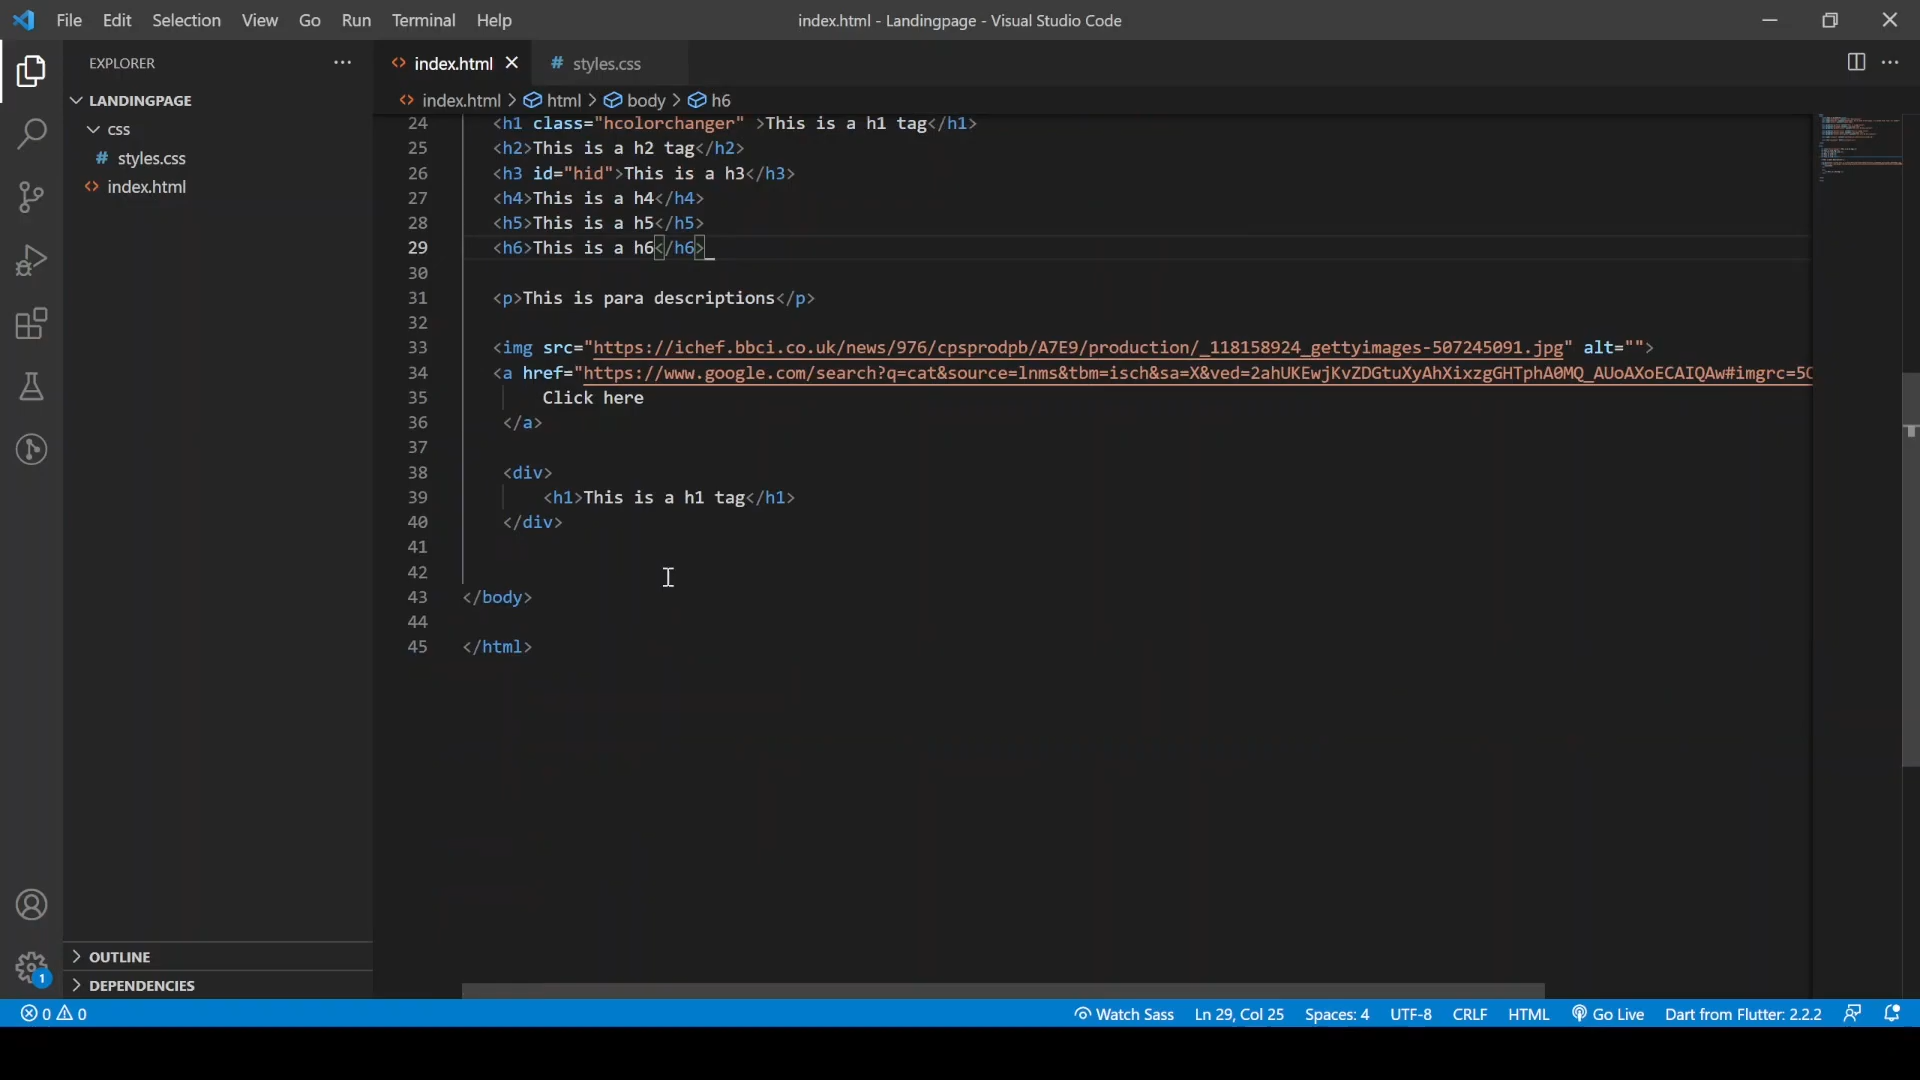 File Edit Selection View Go Run Terminal Help
index.html - Landingpage - Visual Studio Code
EXPLORER
LANDINGPAGE
css
# styles.css
<> index.html
OUTLINE
DEPENDENCIES
<> index.html
# styles.css
<> index.html > html > body > h6
24 <h1 class="hcolorchanger" >This is a h1 tag</h1>
25 <h2>This is a h2 tag</h2>
26 <h3 id="hid">This is a h3</h3>
27 <h4>This is a h4</h4>
28 <h5>This is a h5</h5>
29 <h6>This is a h6</h6>
30
31 <p>This is para descriptions</p>
32
33 <img src="https://ichef.bbci.co.uk/news/976/cpsprodpb/A7E9/production/_118158924_gettyimages-507245091.jpg" alt="">
34 <a href="https://www.google.com/search?q=cat&source=lnms&tbm=isch&sa=X&ved=2ahUKEwjKvZDGtuXyAhXixzgGHTphA0MQ_AUoAXoECAIQAw#imgrc=5C
35 Click here
36 </a>
37
38 <div>
39 <h1>This is a h1 tag</h1>
40 </div>
41
42
43 </body>
44
45 </html>
1
0 0
Watch Sass Ln 29, Col 25 Spaces: 4 UTF-8 CRLF HTML Go Live Dart from Flutter: 2.2.2